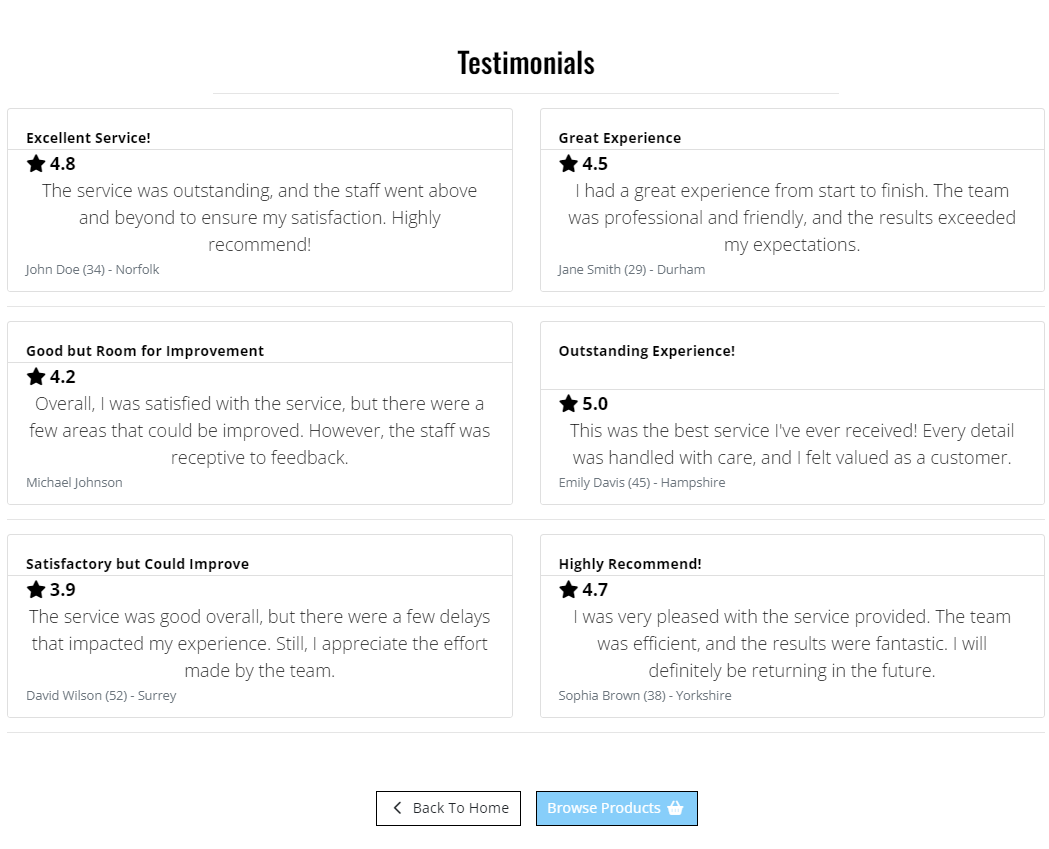 Testimonials
Excellent Service!
4.8
The service was outstanding, and the staff went above
and beyond to ensure my satisfaction. Highly
recommend!
John Doe (34) - Norfolk
Great Experience
4.5
I had a great experience from start to finish. The team
was professional and friendly, and the results exceeded
my expectations.
Jane Smith (29) - Durham
Good but Room for Improvement
4.2
Overall, I was satisfied with the service, but there were a
few areas that could be improved. However, the staff was
receptive to feedback.
Michael Johnson
Outstanding Experience!
5.0
This was the best service I've ever received! Every detail
was handled with care, and I felt valued as a customer.
Emily Davis (45) - Hampshire
Satisfactory but Could Improve
3.9
The service was good overall, but there were a few delays
that impacted my experience. Still, I appreciate the effort
made by the team.
David Wilson (52) - Surrey
Highly Recommend!
4.7
I was very pleased with the service provided. The team
was efficient, and the results were fantastic. I will
definitely be returning in the future.
Sophia Brown (38) - Yorkshire
Back To Home
Browse Products